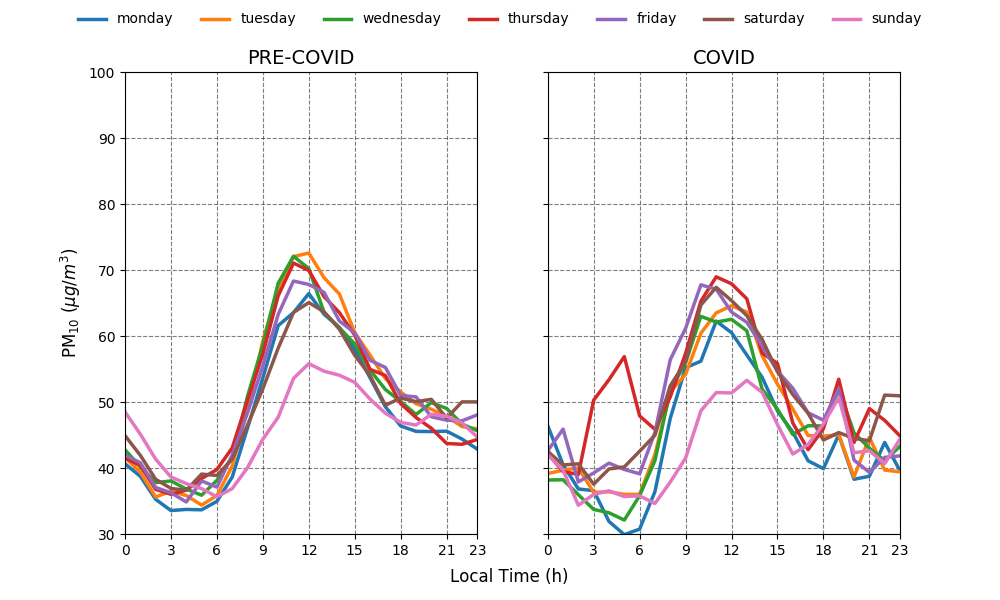 monday tuesday wednesday thursday friday saturday sunday
PRE-COVID COVID
100
90
80
70
60
50
40
30
PM₁₀ (μg/m³)
0 3 6 9 12 15 18 21 23 0 3 6 9 12 15 18 21 23
Local Time (h)